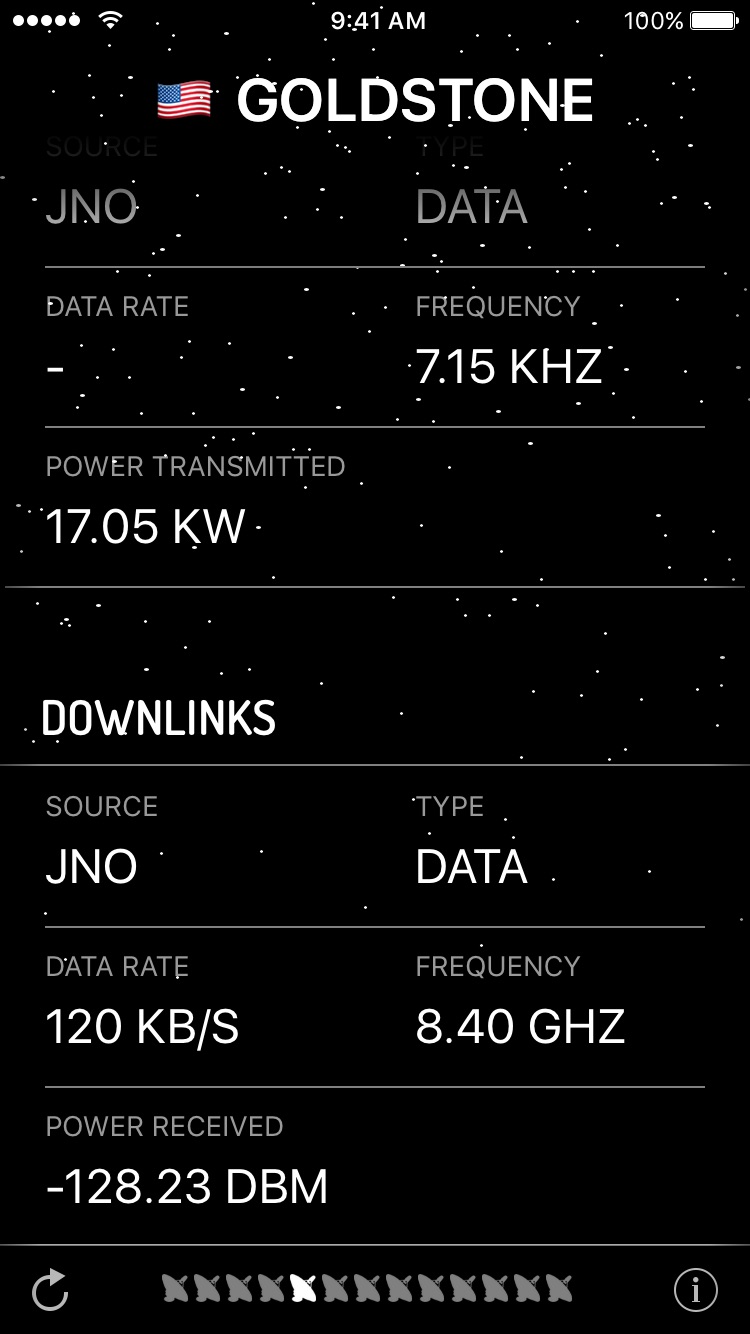 9:41 AM 100%
🇺🇸 GOLDSTONE
SOURCE TYPE
JNO DATA
DATA RATE FREQUENCY
- 7.15 KHZ
POWER TRANSMITTED
17.05 KW
DOWNLINKS
SOURCE TYPE
JNO DATA
DATA RATE FREQUENCY
120 KB/S 8.40 GHZ
POWER RECEIVED
-128.23 DBM